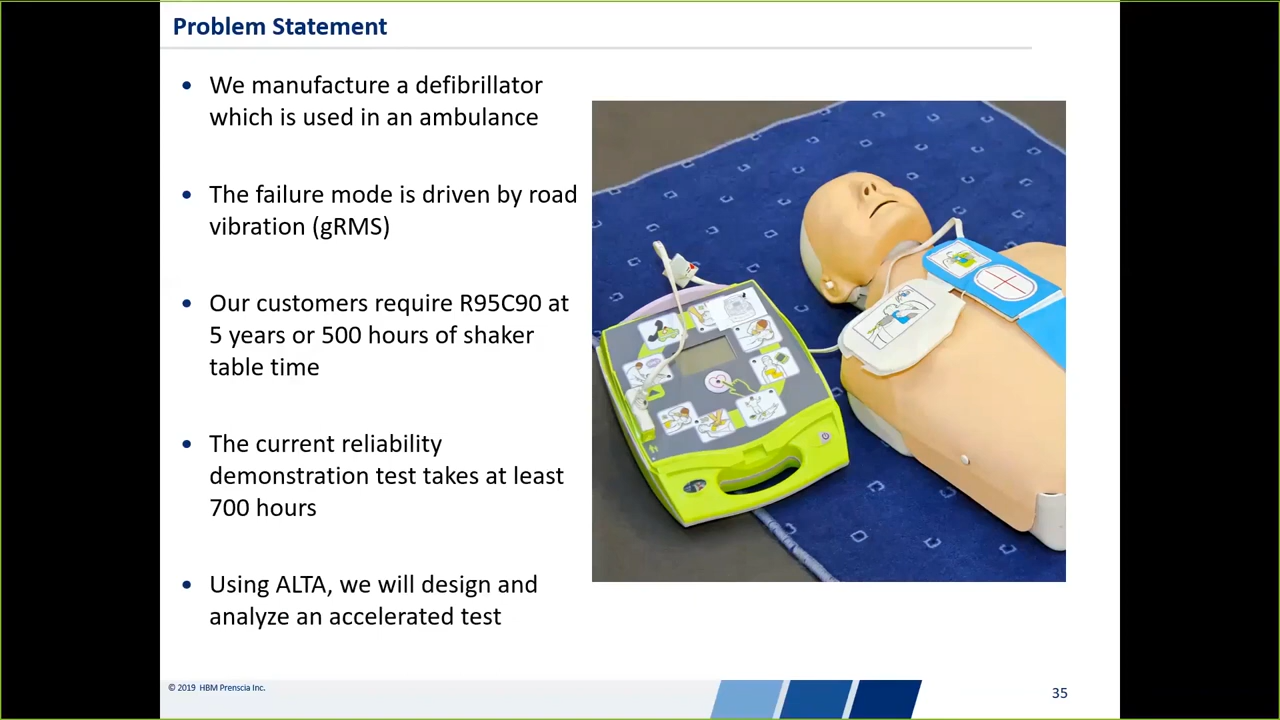 Problem Statement
• We manufacture a defibrillator
which is used in an ambulance
• The failure mode is driven by road
vibration (gRMS)
• Our customers require R95C90 at
5 years or 500 hours of shaker
table time
• The current reliability
demonstration test takes at least
700 hours
• Using ALTA, we will design and
analyze an accelerated test
© 2019 HBM Prenscia Inc.
35